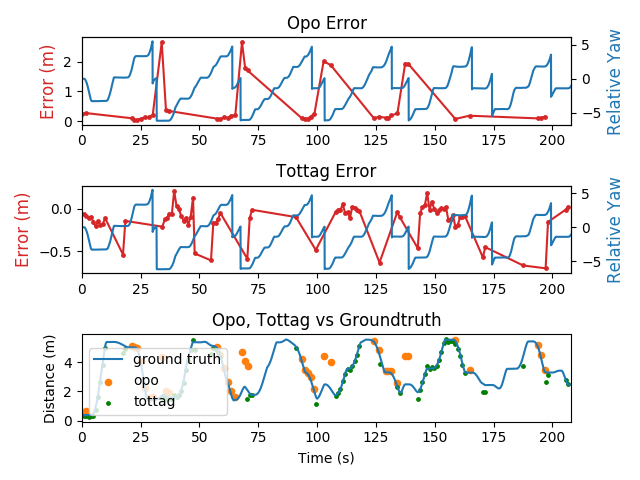 Opo Error
Error (m)
Relative Yaw
2
1
0
5
0
−5
0 25 50 75 100 125 150 175 200
Tottag Error
Error (m)
Relative Yaw
0.0
−0.5
5
0
−5
0 25 50 75 100 125 150 175 200
Opo, Tottag vs Groundtruth
Distance (m)
4
2
0
ground truth
opo
tottag
0 25 50 75 100 125 150 175 200
Time (s)